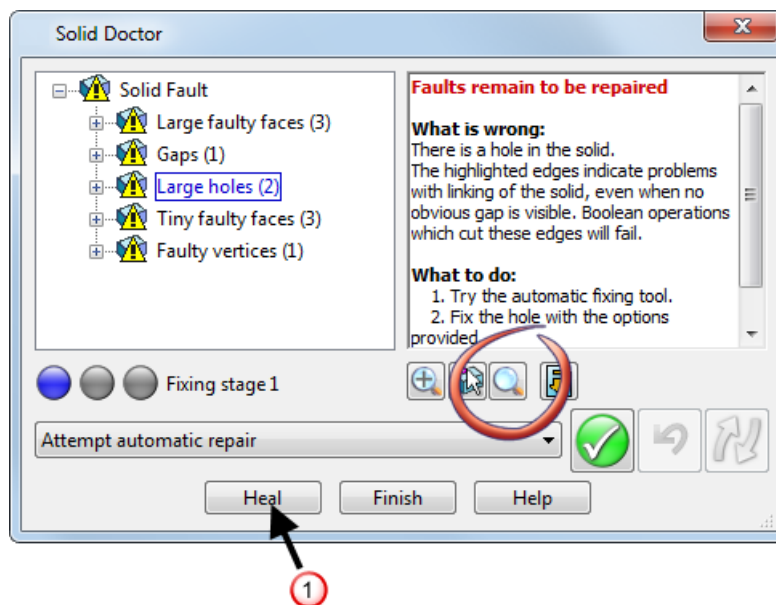 Solid Doctor
Solid Fault
Large faulty faces (3)
Gaps (1)
Large holes (2)
Tiny faulty faces (3)
Faulty vertices (1)
Faults remain to be repaired
What is wrong:
There is a hole in the solid.
The highlighted edges indicate problems
with linking of the solid, even when no
obvious gap is visible. Boolean operations
which cut these edges will fail.
What to do:
1. Try the automatic fixing tool.
2. Fix the hole with the options
provided
Fixing stage 1
Attempt automatic repair
Heal
Finish
Help
1